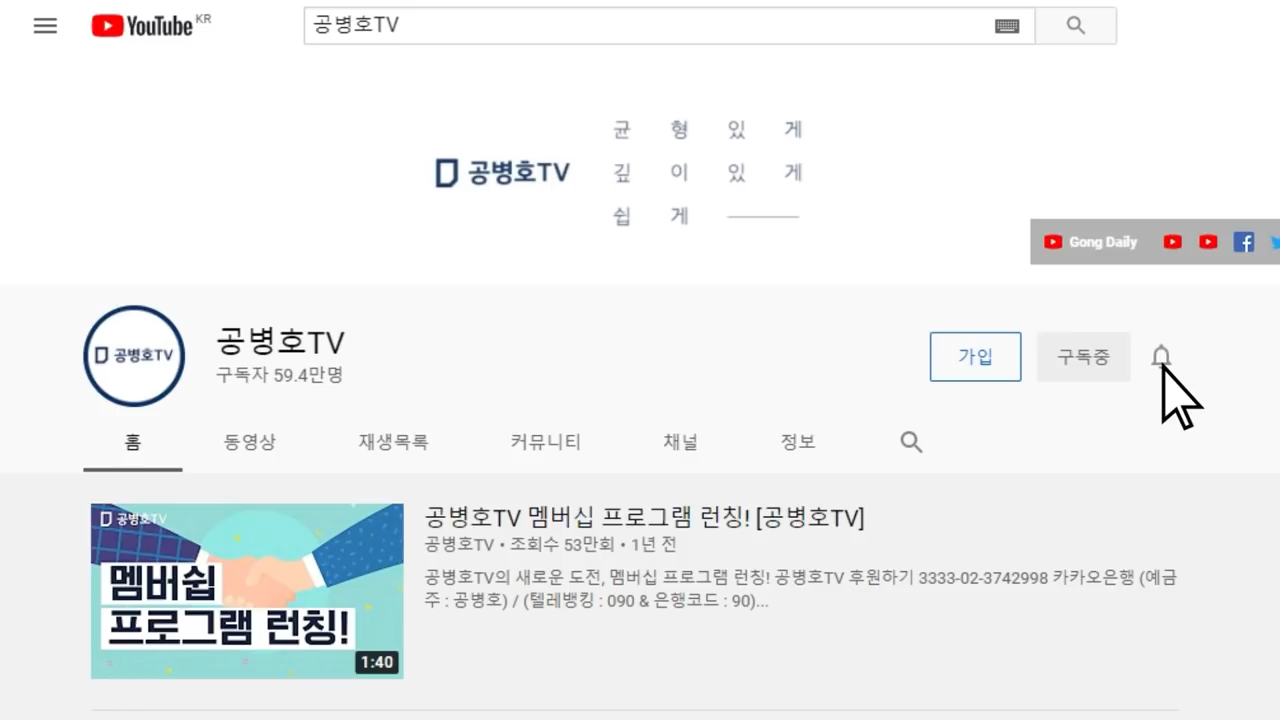 YouTube KR
공병호TV
균형있게
공병호TV
깊이있게
쉽게
Gong Daily
공병호TV
공병호TV
구독자 59.4만명
가입
구독중
홈
동영상
재생목록
커뮤니티
채널
정보
공병호TV
멤버쉽
프로그램 런칭!
1:40
공병호TV 멤버십 프로그램 런칭! [공병호TV]
공병호TV • 조회수 53만회 • 1년 전
공병호TV의 새로운 도전, 멤버십 프로그램 런칭! 공병호TV 후원하기 3333-02-3742998 카카오은행 (예금
주 : 공병호) / (텔레뱅킹 : 090 & 은행코드 : 90)...